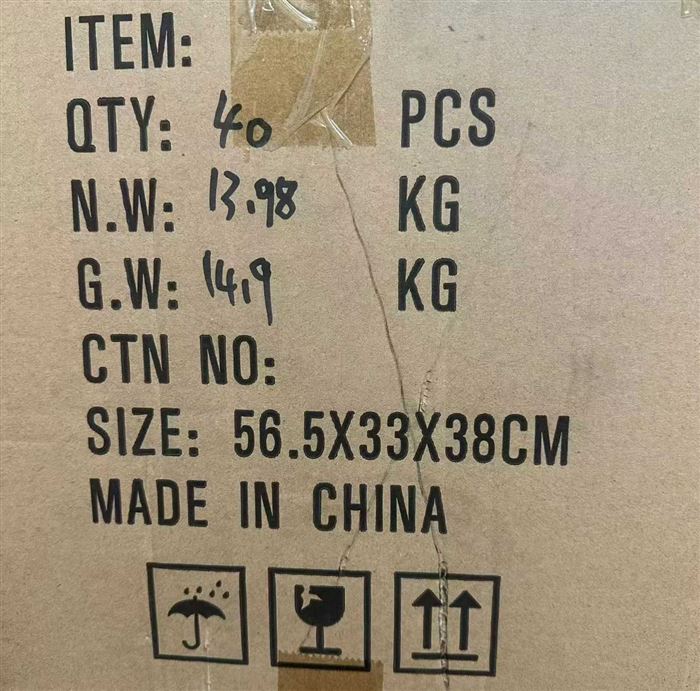 ITEM:
QTY: 40 PCS
N.W: 13.98 KG
G.W: 14.9 KG
CTN NO:
SIZE: 56.5X33X38CM
MADE IN CHINA